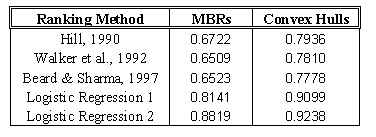 Ranking Method MBRs Convex Hulls
Hill, 1990 0.6722 0.7936
Walker et al., 1992 0.6509 0.7810
Beard & Sharma, 1997 0.6523 0.7778
Logistic Regression 1 0.8141 0.9099
Logistic Regression 2 0.8819 0.9238